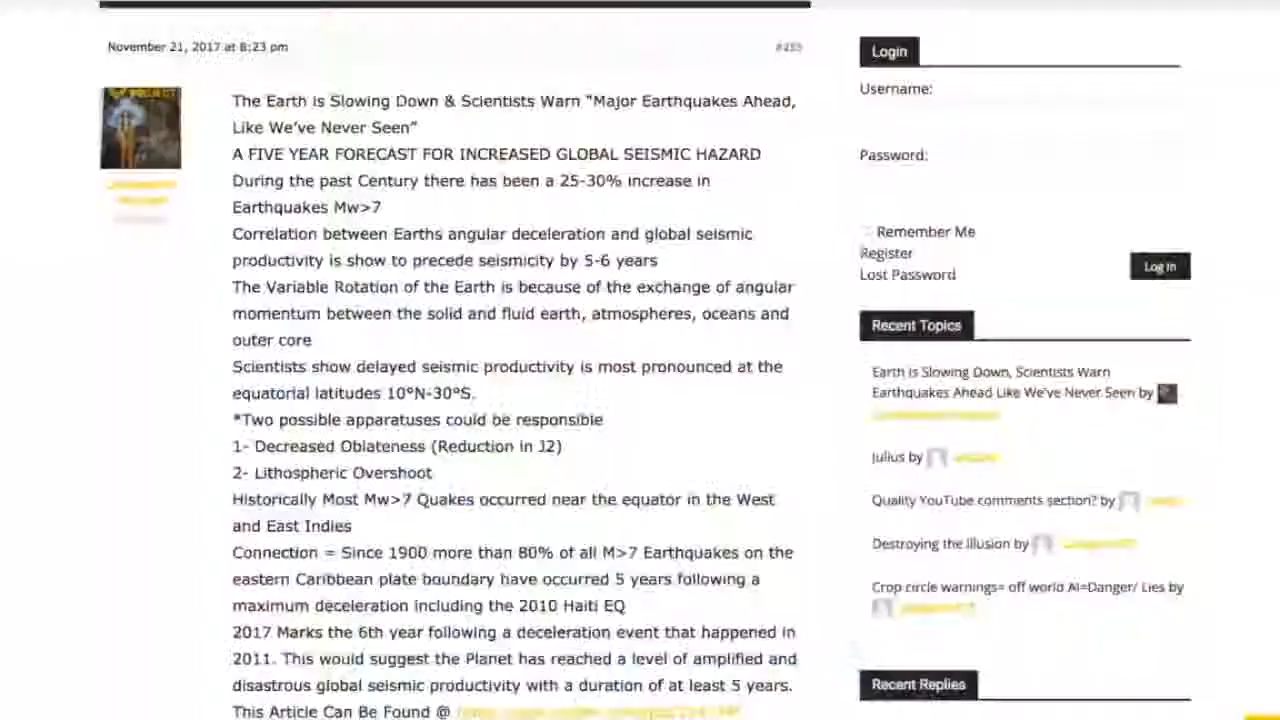 November 21, 2017 at 8:23 pm
#255
The Earth is Slowing Down & Scientists Warn "Major Earthquakes Ahead,
Like We've Never Seen"
A FIVE YEAR FORECAST FOR INCREASED GLOBAL SEISMIC HAZARD
During the past Century there has been a 25-30% increase in
Earthquakes Mw>7
Correlation between Earths angular deceleration and global seismic
productivity is show to precede seismicity by 5-6 years
The Variable Rotation of the Earth is because of the exchange of angular
momentum between the solid and fluid earth, atmospheres, oceans and
outer core
Scientists show delayed seismic productivity is most pronounced at the
equatorial latitudes 10°N-30°S.
*Two possible apparatuses could be responsible
1- Decreased Oblateness (Reduction in J2)
2- Lithospheric Overshoot
Historically Most Mw>7 Quakes occurred near the equator in the West
and East Indies
Connection = Since 1900 more than 80% of all M>7 Earthquakes on the
eastern Caribbean plate boundary have occurred 5 years following a
maximum deceleration including the 2010 Haiti EQ
2017 Marks the 6th year following a deceleration event that happened in
2011. This would suggest the Planet has reached a level of amplified and
disastrous global seismic productivity with a duration of at least 5 years.
This Article Can Be Found @
Login
Username:
Password:
Remember Me
Register
Lost Password
Log In
Recent Topics
Earth is Slowing Down, Scientists Warn
Earthquakes Ahead Like We've Never Seen by
Julius by
Quality YouTube comments section? by
Destroying the Illusion by
Crop circle warnings= off world AI=Danger/ Lies by
Recent Replies